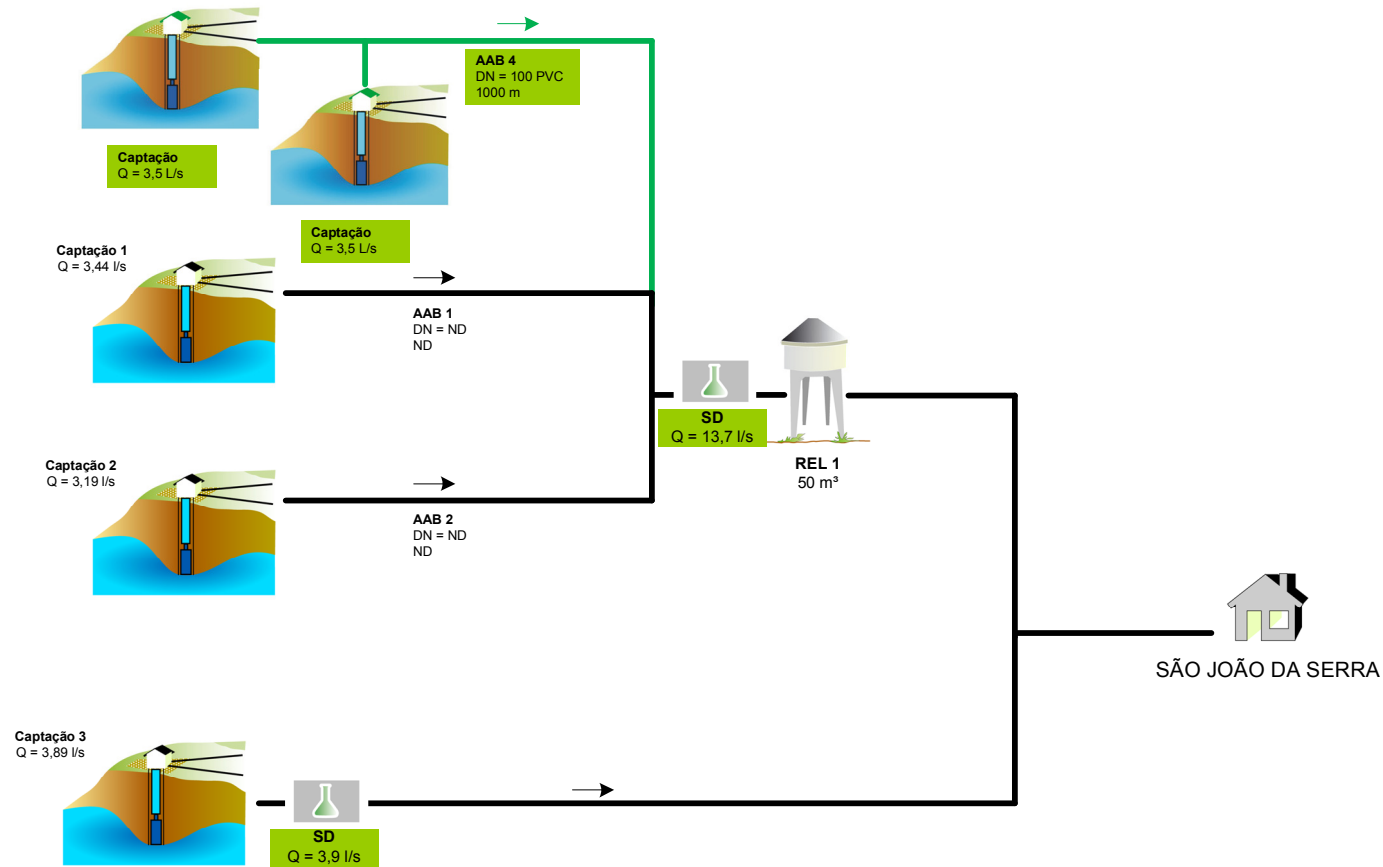 AAB 4
DN = 100 PVC
1000 m
Captação
Q = 3,5 L/s
Captação
Q = 3,5 L/s
Captação 1
Q = 3,44 l/s
AAB 1
DN = ND
ND
SD
Q = 13,7 l/s
REL 1
50 m³
Captação 2
Q = 3,19 l/s
AAB 2
DN = ND
ND
SÃO JOÃO DA SERRA
Captação 3
Q = 3,89 l/s
SD
Q = 3,9 l/s